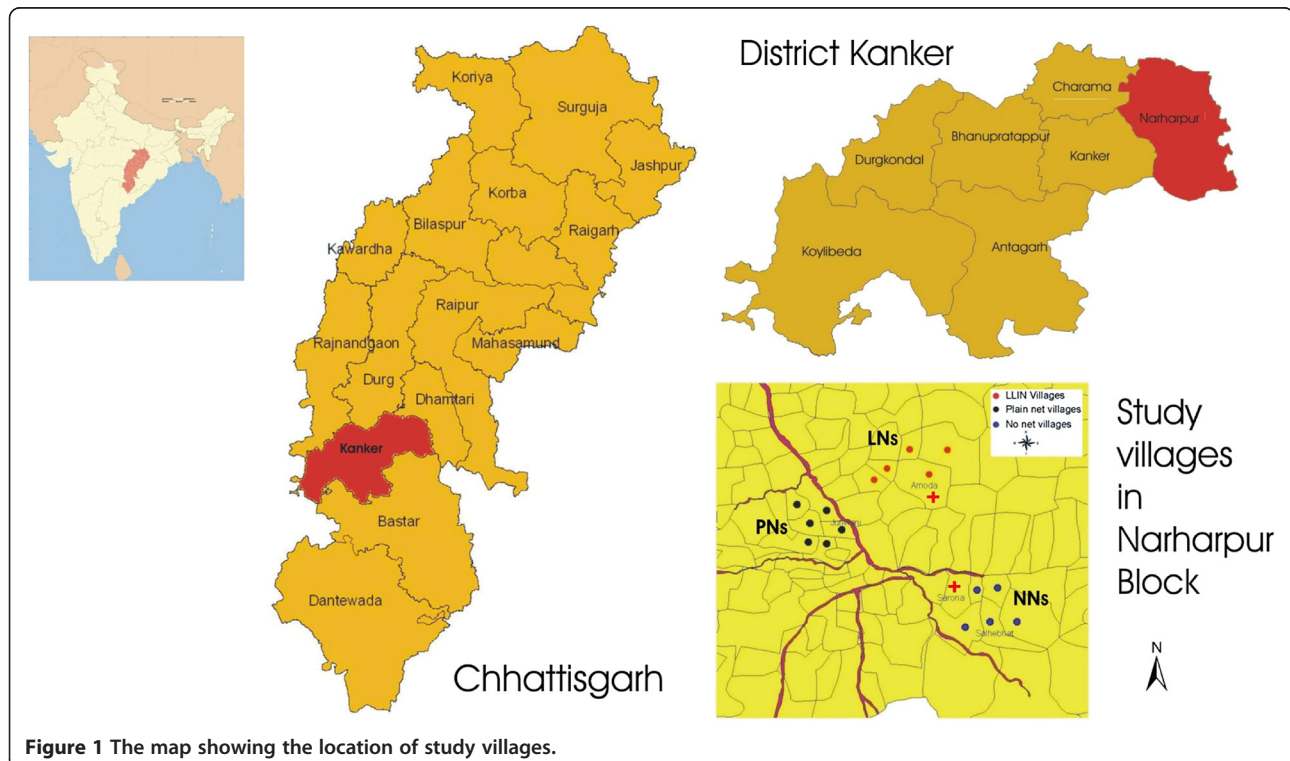 Koriya
Surguja
Jashpur
Korba
Bilaspur
Raigarh
Kawardha
Raipur
Rajnandgaon
Mahasamund
Durg
Dhamtari
Kanker
Bastar
Dantewada
Chhattisgarh
District Kanker
Charama
Narharpur
Bhanupratappur
Kanker
Durgkondal
Antagarh
Koylibeda
LLIN Villages
Plain net villages
No net villages
LNs
Amoda
PNs
Sarona
NNs
Salhebhat
Study
villages
in
Narharpur
Block
N
Figure 1 The map showing the location of study villages.